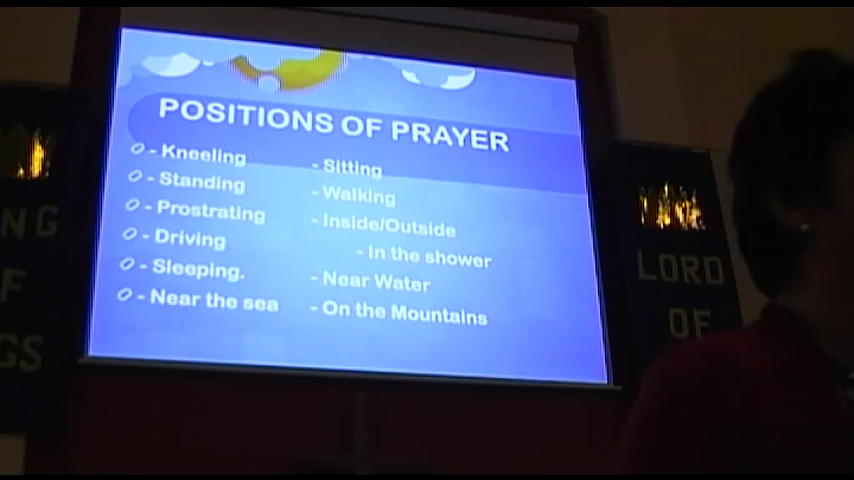 POSITIONS OF PRAYER
- Kneeling
- Standing
- Prostrating
- Driving
- Sleeping.
- Near the sea
- Sitting
- Walking
- Inside/Outside
- In the shower
- Near Water
- On the Mountains
NG
F
GS
LORD
OF